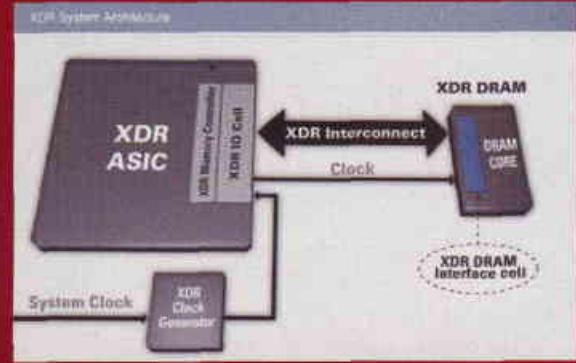 XDR System Architecture
XDR
ASIC
XDR Memory Controller
XDR IO Cell
XDR Interconnect
Clock
XDR DRAM
DRAM
CORE
XDR DRAM
Interface cell
System Clock
XDR
Clock
Generator